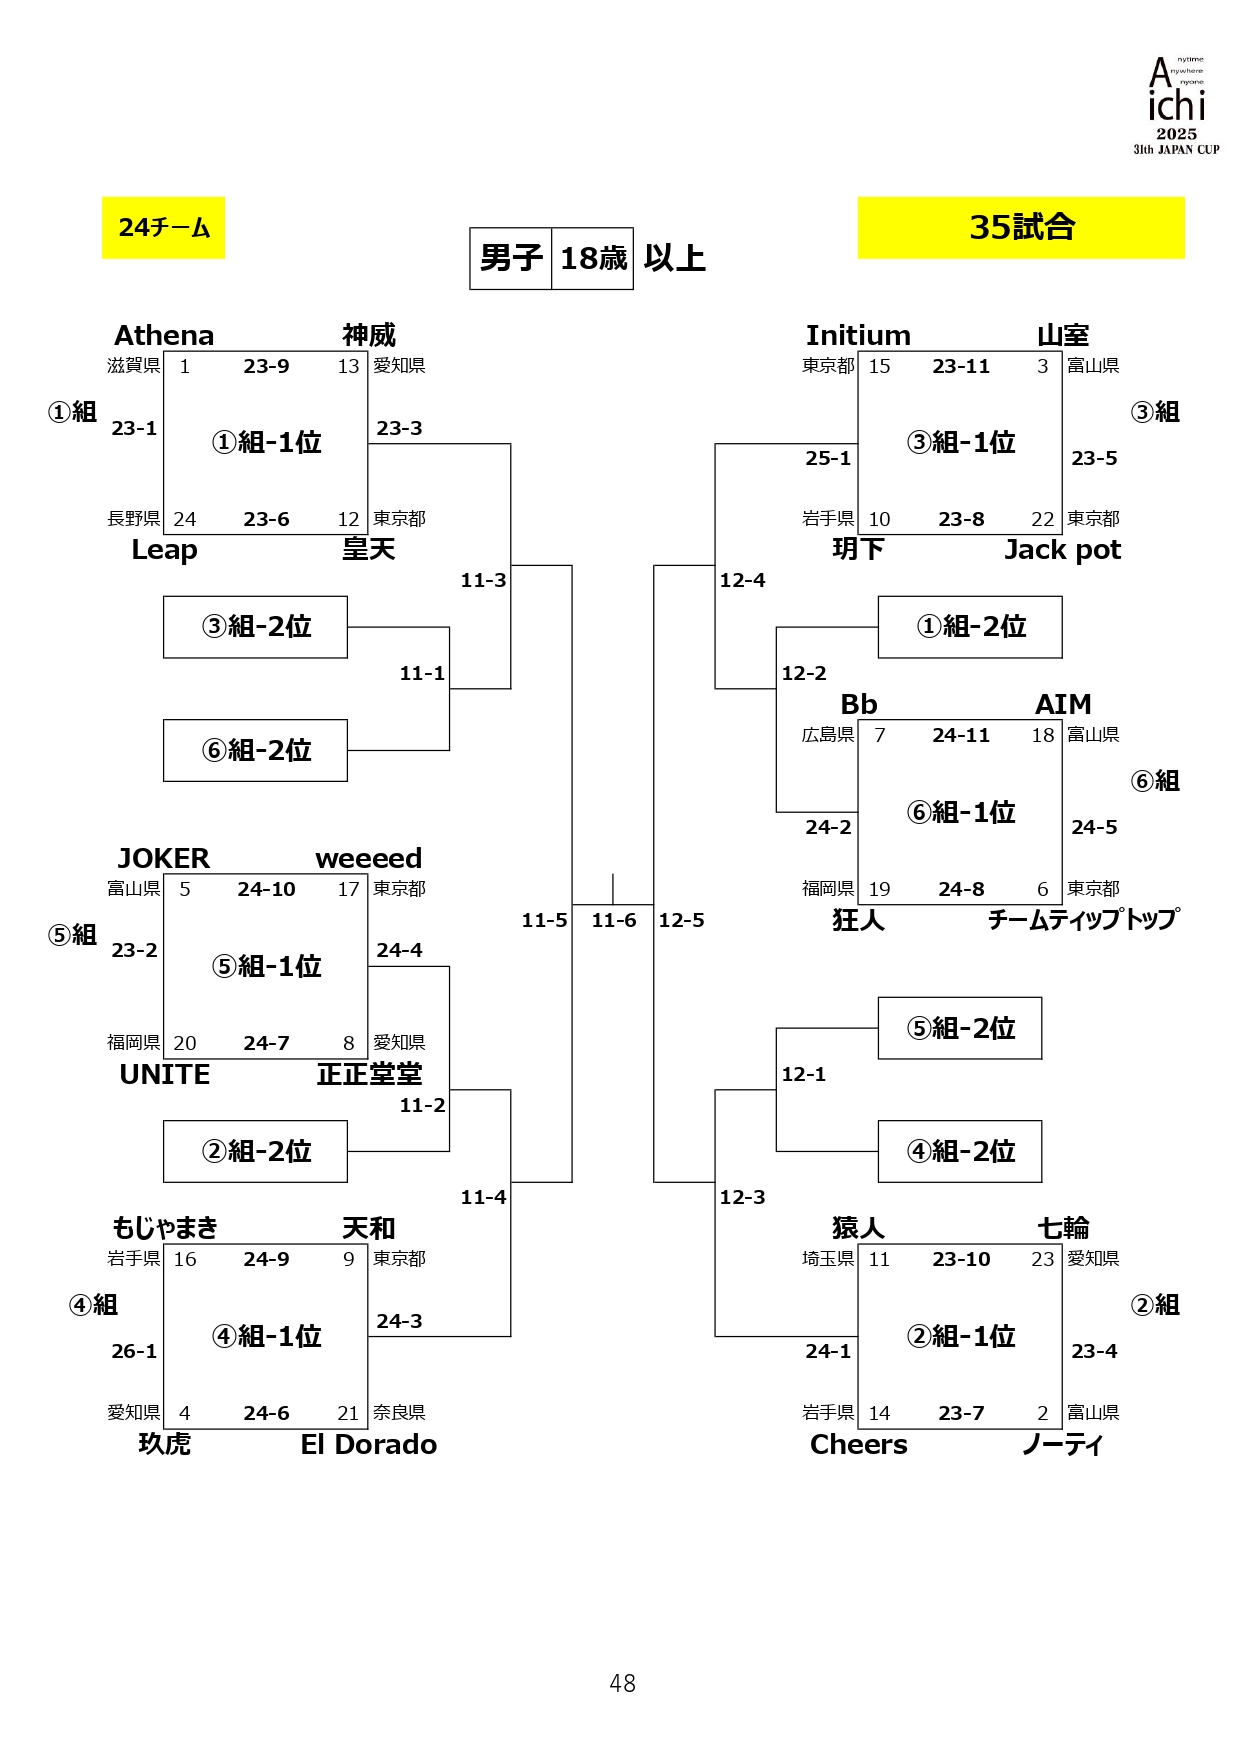 Anytime
Anywhere
Anyone
Aichi
2025
31th JAPAN CUP
24チーム
35試合
男子 18歳 以上
Athena 神威
滋賀県 1 23-9 13 愛知県
①組
23-1
①組-1位
23-3
長野県 24 23-6 12 東京都
Leap 皇天
11-3
③組-2位
11-1
⑥組-2位
JOKER weeeed
富山県 5 24-10 17 東京都
⑤組
23-2
⑤組-1位
24-4
福岡県 20 24-7 8 愛知県
UNITE 正正堂堂
11-2
②組-2位
11-4
もじゃまき 天和
岩手県 16 24-9 9 東京都
④組
26-1
④組-1位
24-3
愛知県 4 24-6 21 奈良県
玖虎 El Dorado
11-5 11-6 12-5
Initium 山室
東京都 15 23-11 3 富山県
③組
25-1
③組-1位
23-5
岩手県 10 23-8 22 東京都
玥下 Jack pot
12-4
①組-2位
12-2
Bb AIM
広島県 7 24-11 18 富山県
⑥組
24-2
⑥組-1位
24-5
福岡県 19 24-8 6 東京都
狂人 チームティップトップ
⑤組-2位
12-1
④組-2位
12-3
猿人 七輪
埼玉県 11 23-10 23 愛知県
②組
24-1
②組-1位
23-4
岩手県 14 23-7 2 富山県
Cheers ノーティ
48